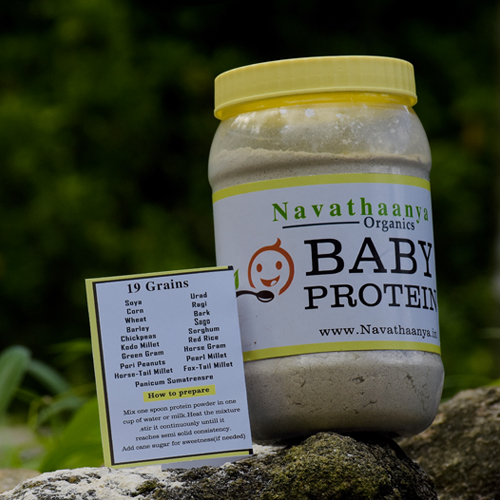 Navathaanya
Organics
BABY
PROTEIN
www.Navathaanya.in
19 Grains
Soya
Corn
Wheat
Barley
Chickpeas
Kodo Millet
Green Gram
Pori Peanuts
Horse-Tail Millet
Urad
Ragi
Bark
Sago
Sorghum
Red Rice
Horse Gram
Pearl Millet
Fox-Tail Millet
Panicum Sumatrensre
How to prepare
Mix one spoon protein powder in one
cup of water or milk.Heat the mixture
stir it continuously untill it
reaches semi solid consistency.
Add cane sugar for sweetness(if needed)